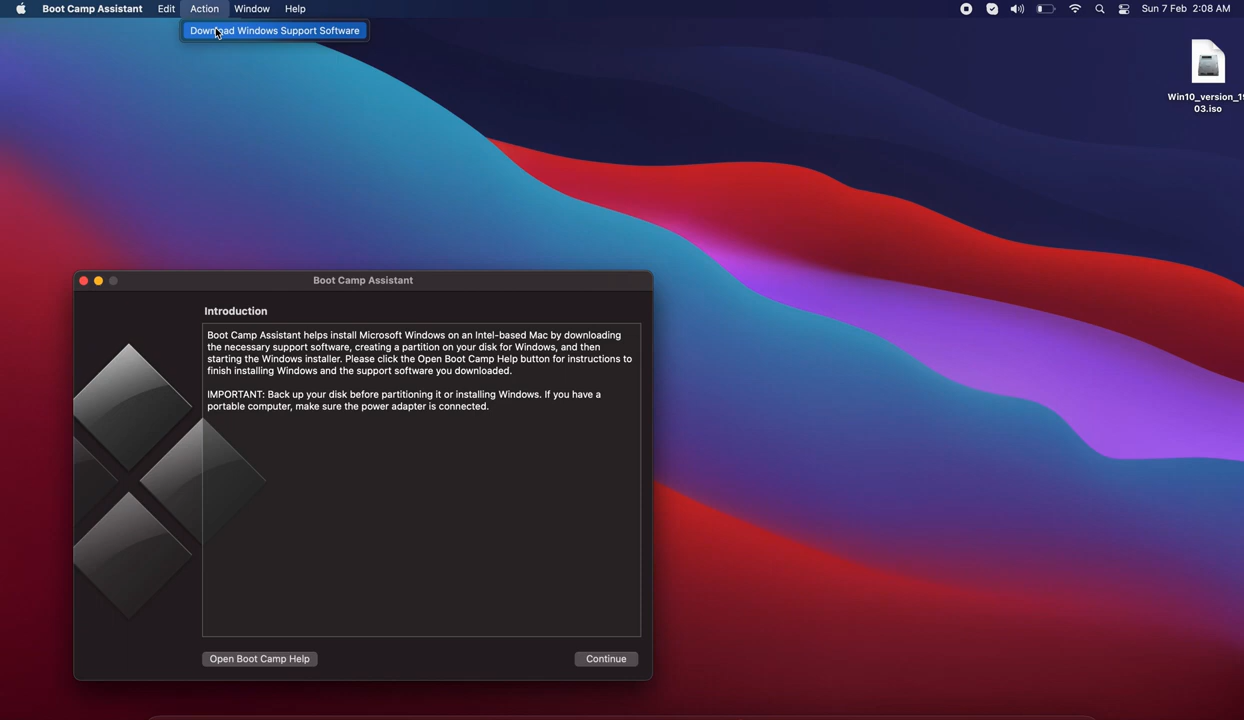 Boot Camp Assistant Edit Action Window Help Sun 7 Feb 2:08 AM
Download Windows Support Software
Win10_version_19
03.iso
Boot Camp Assistant
Introduction
Boot Camp Assistant helps install Microsoft Windows on an Intel-based Mac by downloading
the necessary support software, creating a partition on your disk for Windows, and then
starting the Windows installer. Please click the Open Boot Camp Help button for instructions to
finish installing Windows and the support software you downloaded.
IMPORTANT: Back up your disk before partitioning it or installing Windows. If you have a
portable computer, make sure the power adapter is connected.
Open Boot Camp Help Continue